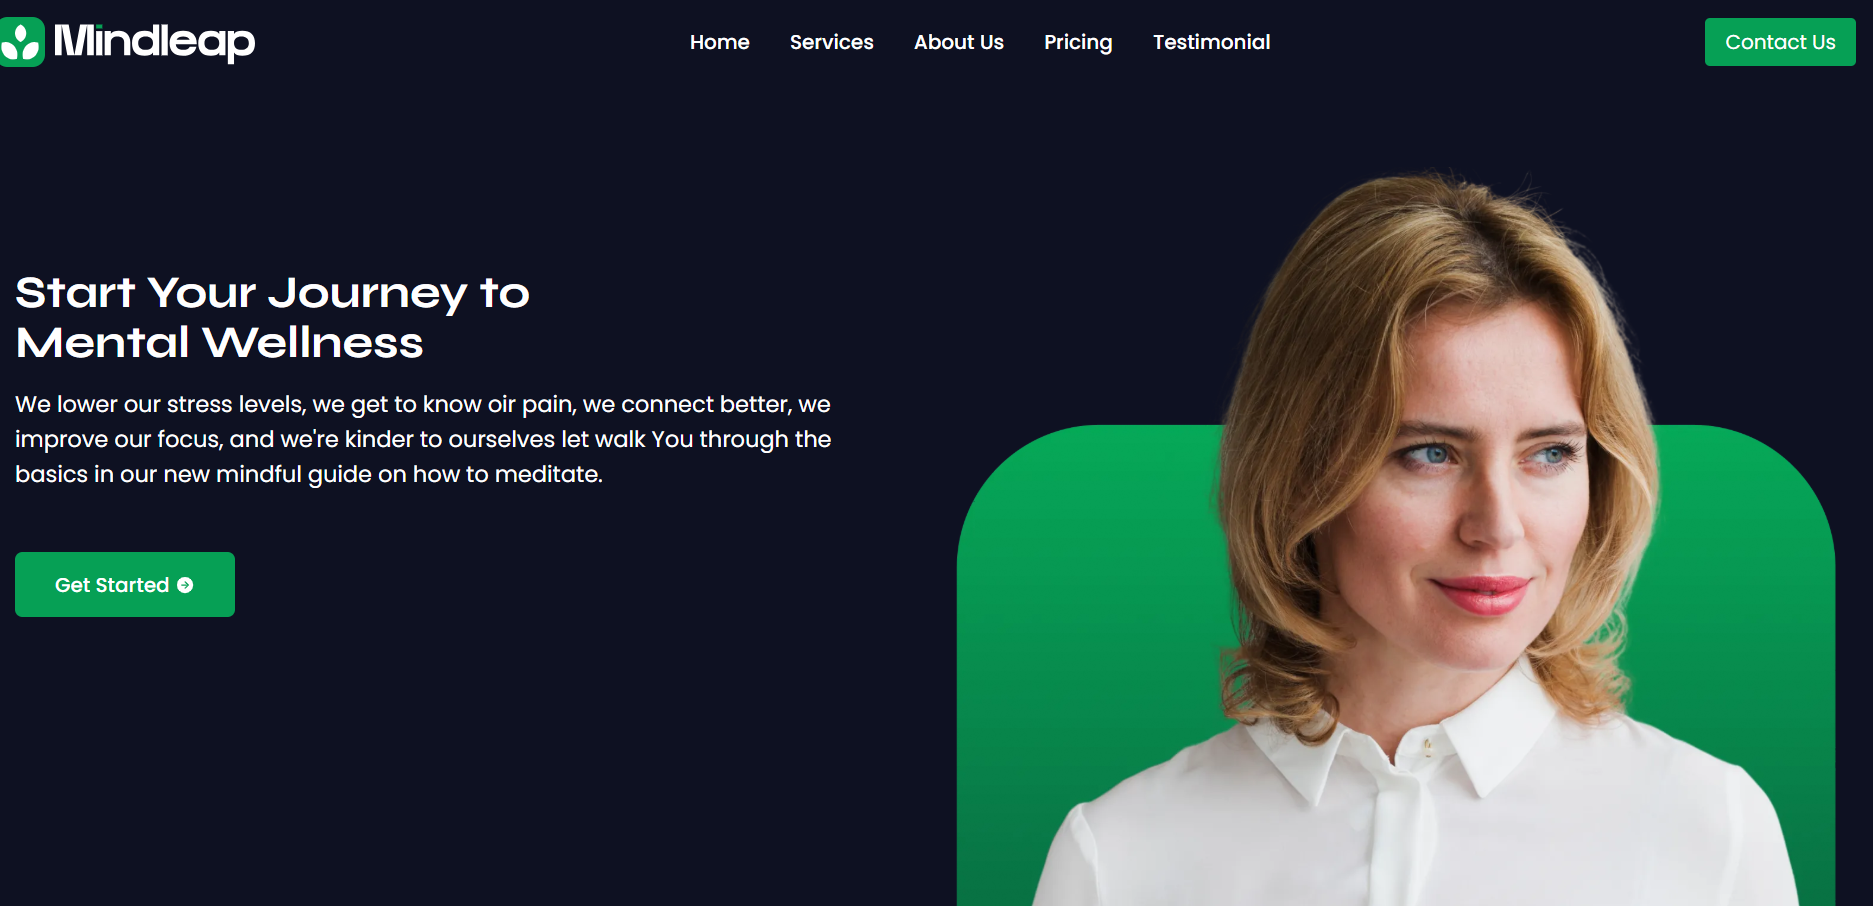 Mindleap
Home Services About Us Pricing Testimonial
Contact Us
Start Your Journey to
Mental Wellness
We lower our stress levels, we get to know oir pain, we connect better, we
improve our focus, and we're kinder to ourselves let walk You through the
basics in our new mindful guide on how to meditate.
Get Started